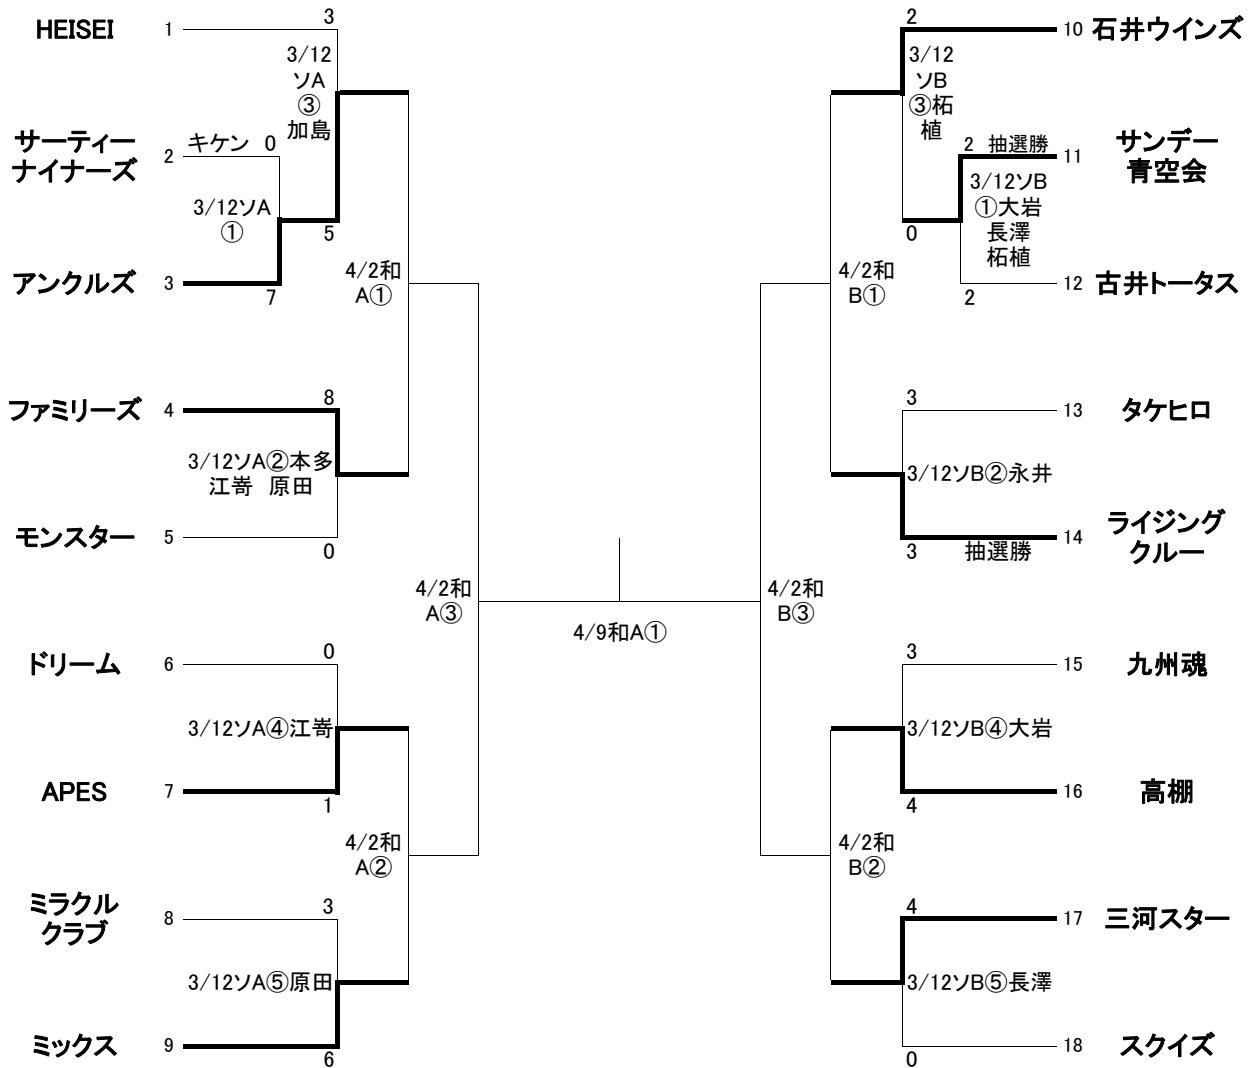 HEISEI
1
3
3/12
ソA
③
加島
サーティー
ナイナーズ
2
キケン
0
3/12ソA
①
5
アンクルズ
3
7
4/2和
A①
ファミリーズ
4
8
3/12ソA②本多
江嵜 原田
モンスター
5
0
4/2和
A③
ドリーム
6
0
3/12ソA④江嵜
APES
7
1
4/2和
A②
ミラクル
クラブ
8
3
3/12ソA⑤原田
ミックス
9
6
4/9和A①
2
10
石井ウインズ
3/12
ソB
③柘
植
2
抽選勝
11
サンデー
青空会
3/12ソB
①大岩
長澤
柘植
0
2
12
古井トータス
4/2和
B①
3
13
タケヒロ
3/12ソB②永井
3
抽選勝
14
ライジング
クルー
4/2和
B③
3
15
九州魂
3/12ソB④大岩
4
16
高棚
4/2和
B②
4
17
三河スター
3/12ソB⑤長澤
0
18
スクイズ